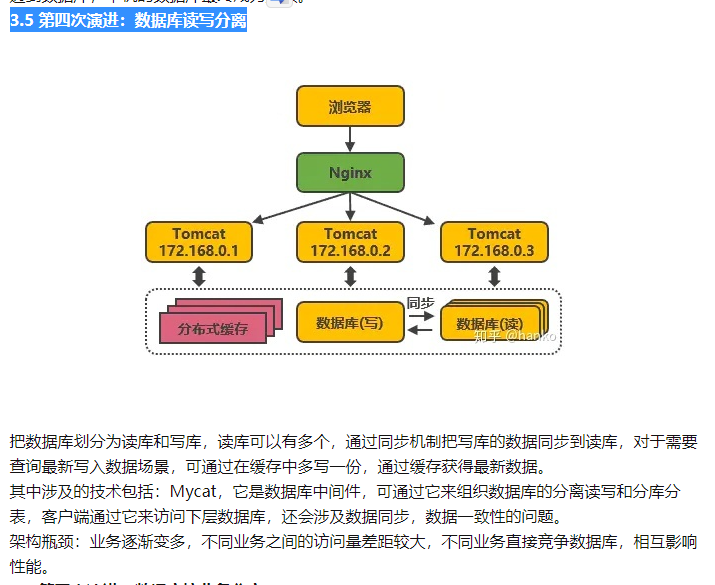 3.5 第四次演进：数据库读写分离
浏览器
Nginx
Tomcat
172.168.0.1
Tomcat
172.168.0.2
Tomcat
172.168.0.3
分布式缓存
数据库(写)
同步
数据库(读)
知乎 @hanko
把数据库划分为读库和写库，读库可以有多个，通过同步机制把写库的数据同步到读库，对于需要
查询最新写入数据场景，可通过在缓存中多写一份，通过缓存获得最新数据。
其中涉及的技术包括：Mycat，它是数据库中间件，可通过它来组织数据库的分离读写和分库分
表，客户端通过它来访问下层数据库，还会涉及数据同步，数据一致性的问题。
架构瓶颈：业务逐渐变多，不同业务之间的访问量差距较大，不同业务直接竞争数据库，相互影响
性能。